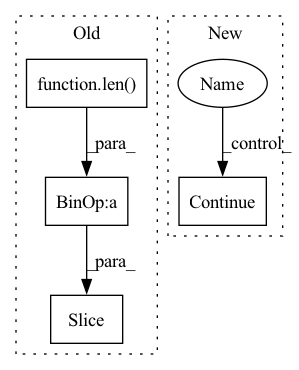 Old
New
function.len()
Name
_para_
_control_
BinOp:a
Continue
_para_
Slice